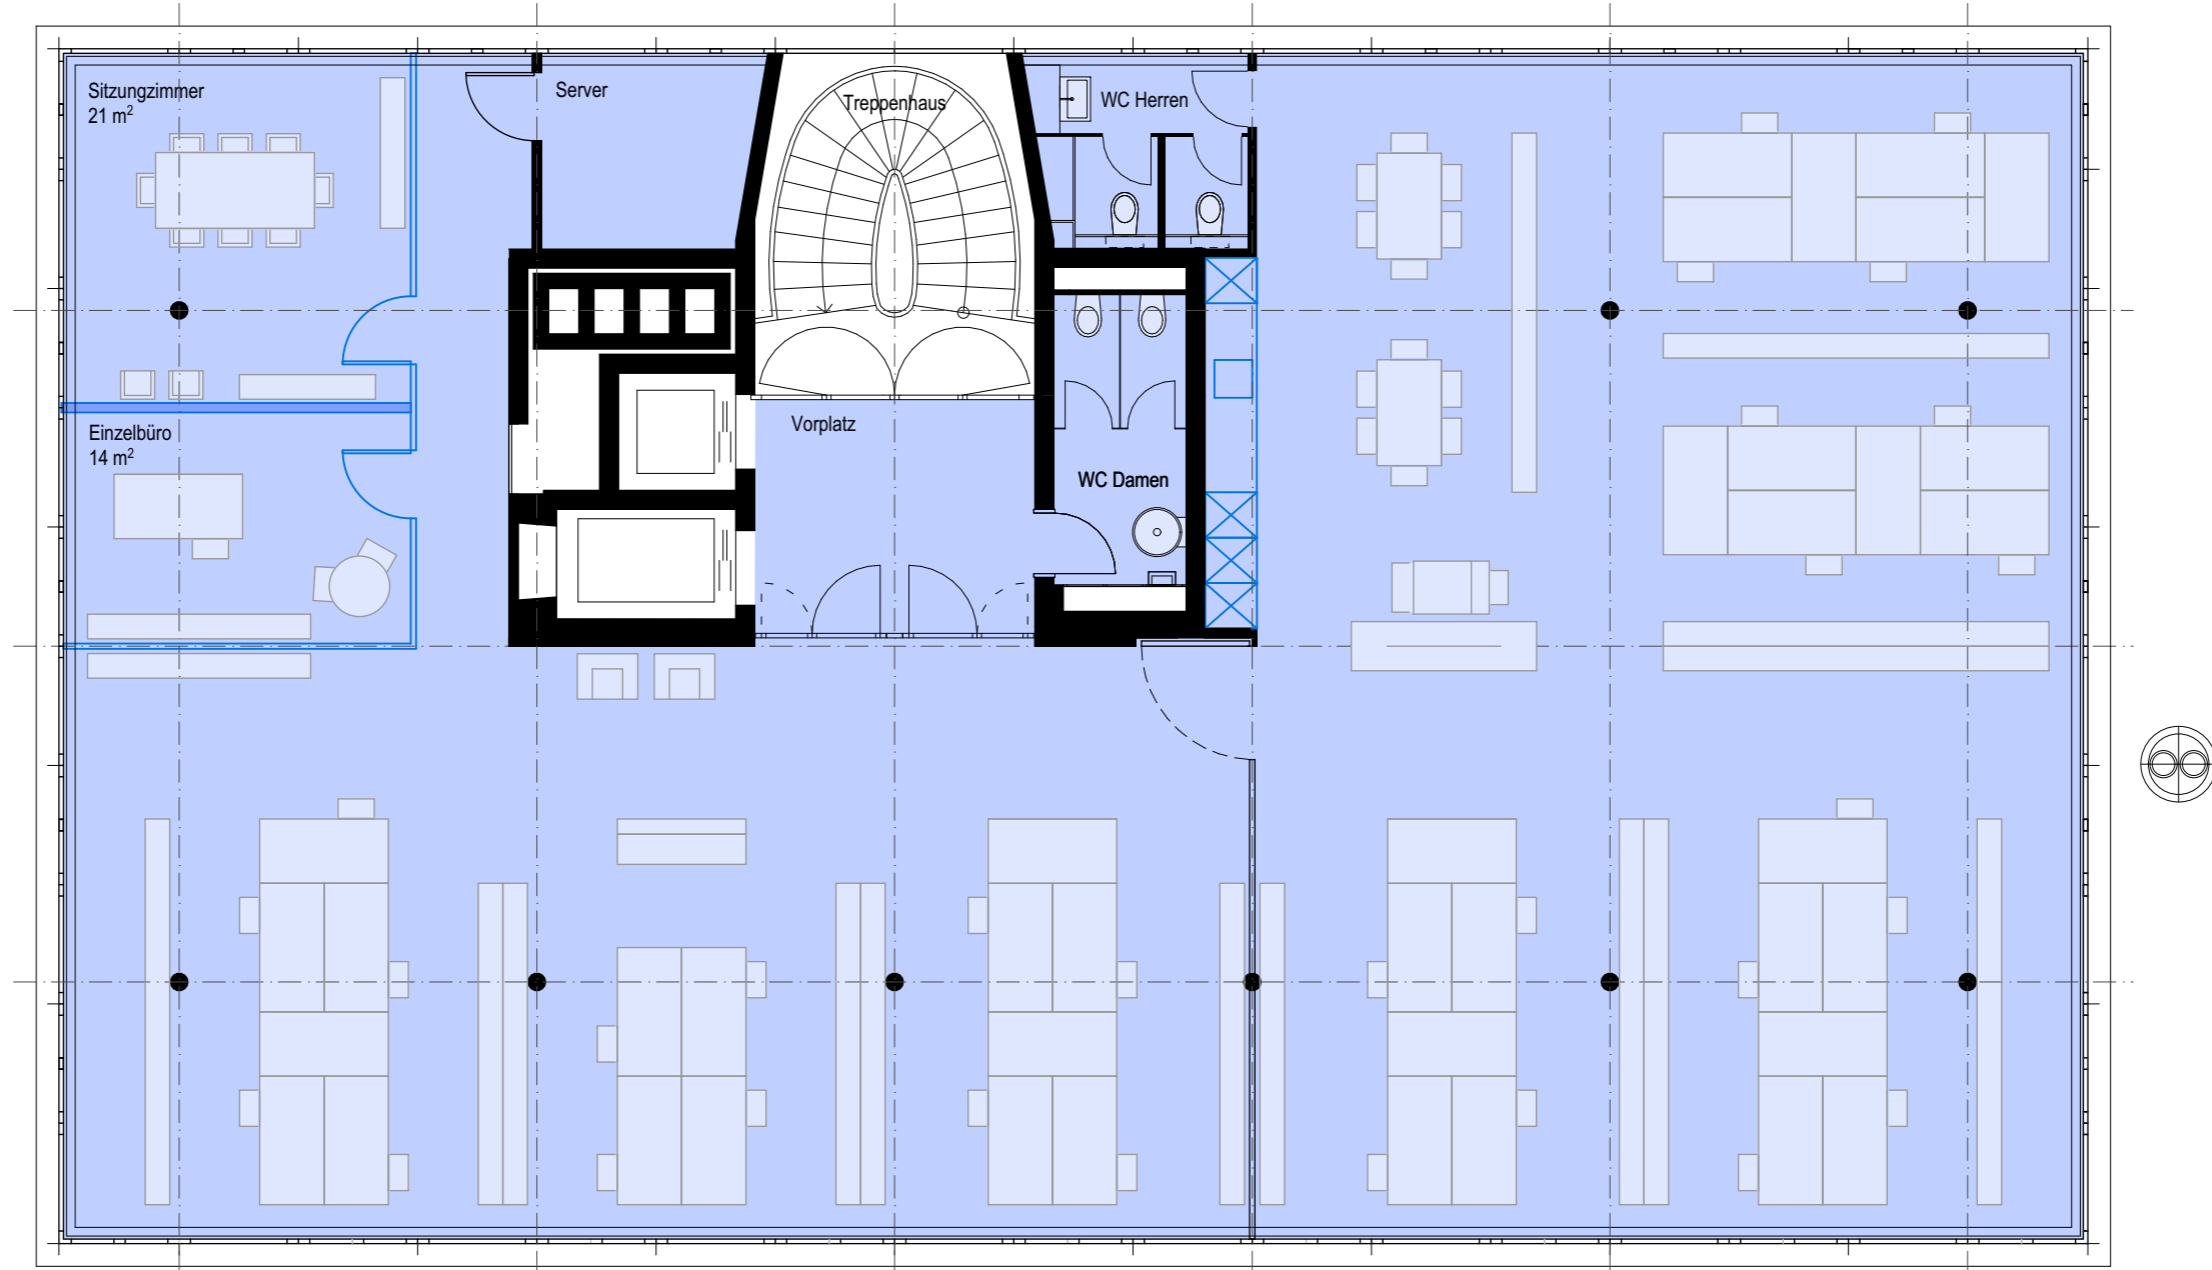 Sitzungzimmer
21 m²
Server
Treppenhaus
WC Herren
Einzelbüro
14 m²
Vorplatz
WC Damen